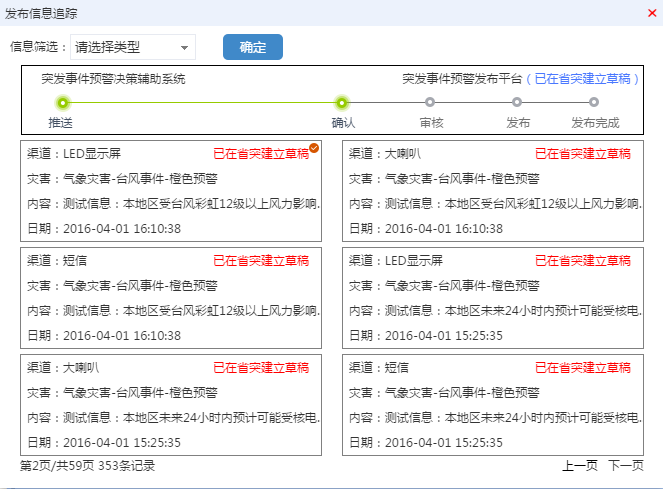 发布信息追踪
信息筛选：请选择类型 确定
突发事件预警决策辅助系统 突发事件预警发布平台（已在省突建立草稿）
推送 确认 审核 发布 发布完成
渠道：LED显示屏 已在省突建立草稿
灾害：气象灾害-台风事件-橙色预警
内容：测试信息：本地区受台风彩虹12级以上风力影响.
日期：2016-04-01 16:10:38
渠道：大喇叭 已在省突建立草稿
灾害：气象灾害-台风事件-橙色预警
内容：测试信息：本地区受台风彩虹12级以上风力影响.
日期：2016-04-01 16:10:38
渠道：短信 已在省突建立草稿
灾害：气象灾害-台风事件-橙色预警
内容：测试信息：本地区受台风彩虹12级以上风力影响.
日期：2016-04-01 16:10:38
渠道：LED显示屏 已在省突建立草稿
灾害：气象灾害-台风事件-橙色预警
内容：测试信息：本地区未来24小时内预计可能受核电.
日期：2016-04-01 15:25:35
渠道：大喇叭 已在省突建立草稿
灾害：气象灾害-台风事件-橙色预警
内容：测试信息：本地区未来24小时内预计可能受核电.
日期：2016-04-01 15:25:35
渠道：短信 已在省突建立草稿
灾害：气象灾害-台风事件-橙色预警
内容：测试信息：本地区未来24小时内预计可能受核电.
日期：2016-04-01 15:25:35
第2页/共59页 353条记录 上一页 下一页